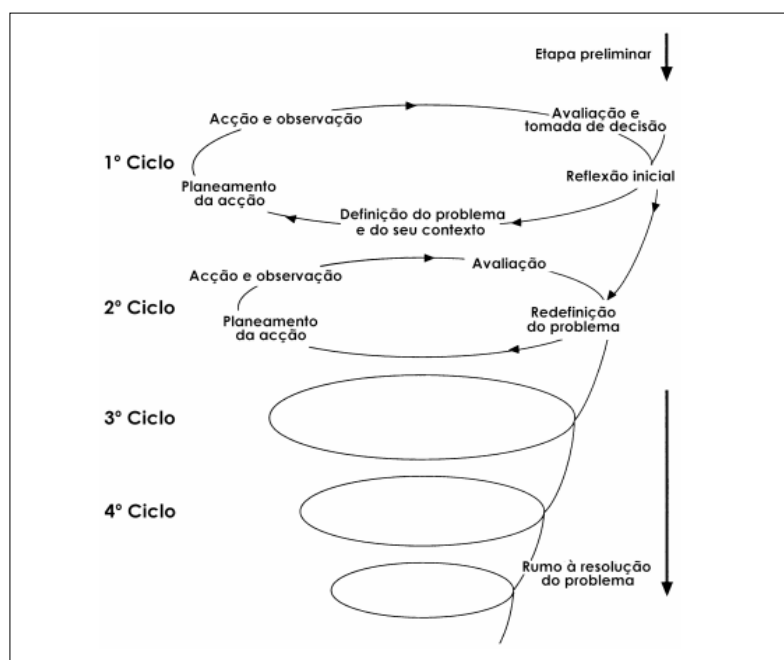 Etapa preliminar
Acção e observação
Avaliação e
tomada de decisão
1º Ciclo
Reflexão inicial
Planeamento
da acção
Definição do problema
e do seu contexto
Acção e observação
Avaliação
2º Ciclo
Planeamento
da acção
Redefinição
do problema
3º Ciclo
4º Ciclo
Rumo à resolução
do problema